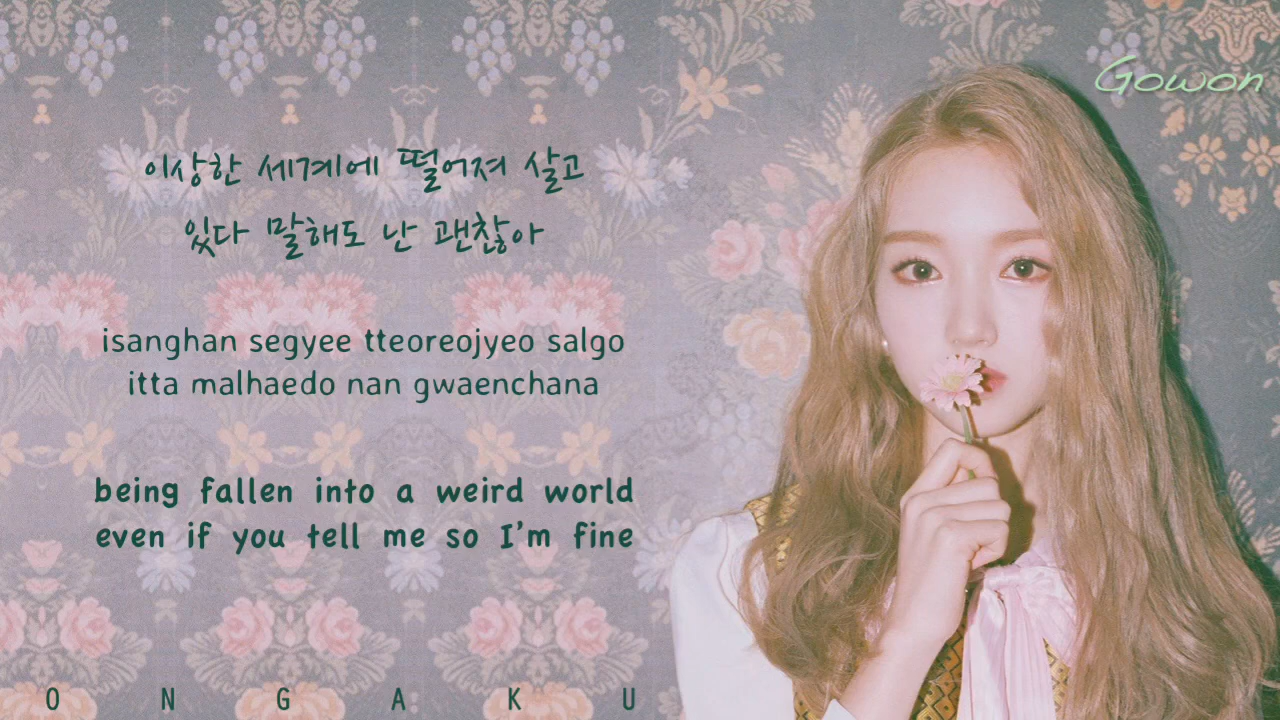 Gowon
이상한 세계에 떨어져 살고
있다 말해도 난 괜찮아
isanghan segyee tteoreojyeo salgo
itta malhaedo nan gwaenchana
being fallen into a weird world
even if you tell me so I'm fine
O N G A K U